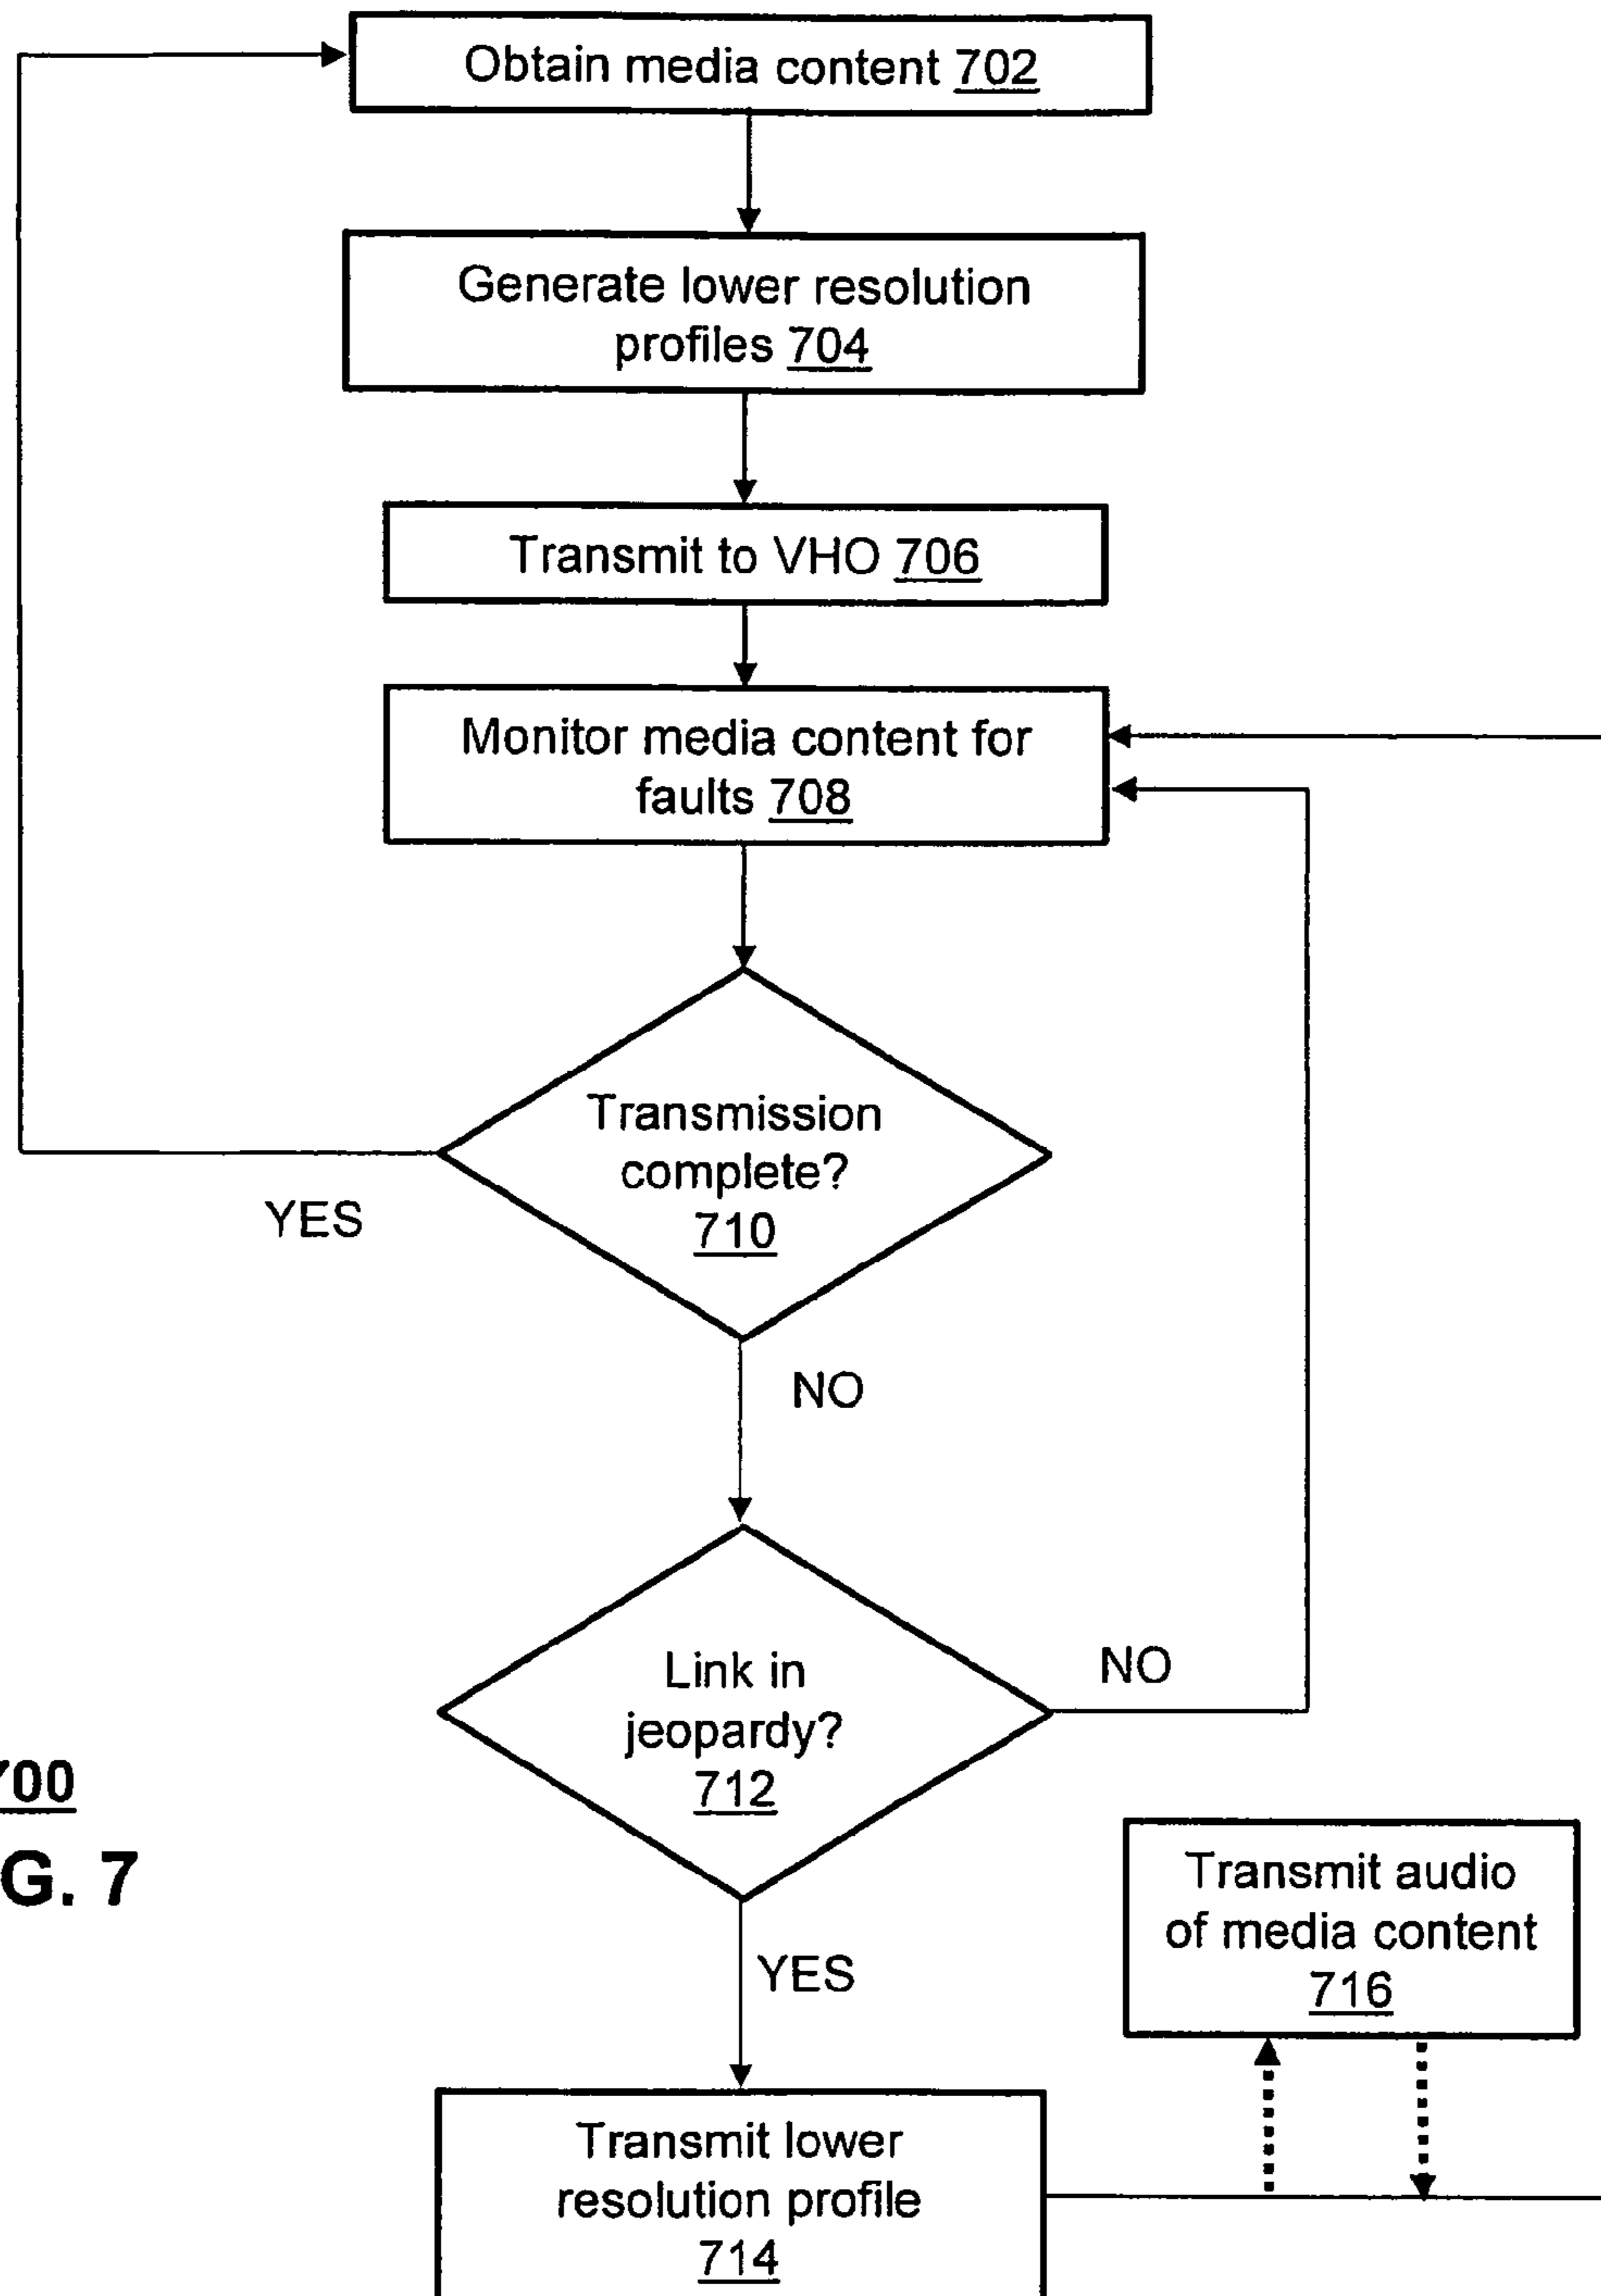 Obtain media content 702
Generate lower resolution
profiles 704
Transmit to VHO 706
Monitor media content for
faults 708
Transmission
complete?
710
YES
NO
Link in
jeopardy?
712
NO
YES
700
G. 7
Transmit audio
of media content
716
Transmit lower
resolution profile
714